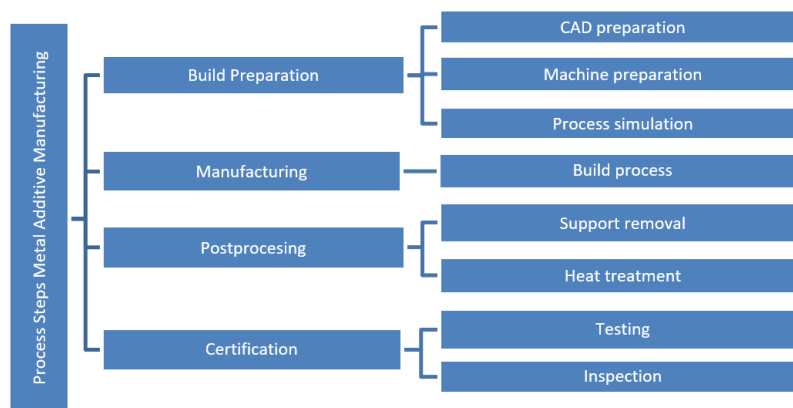 Process Steps Metal Additive Manufacturing
Build Preparation
CAD preparation
Machine preparation
Process simulation
Manufacturing
Build process
Postprocesing
Support removal
Heat treatment
Certification
Testing
Inspection